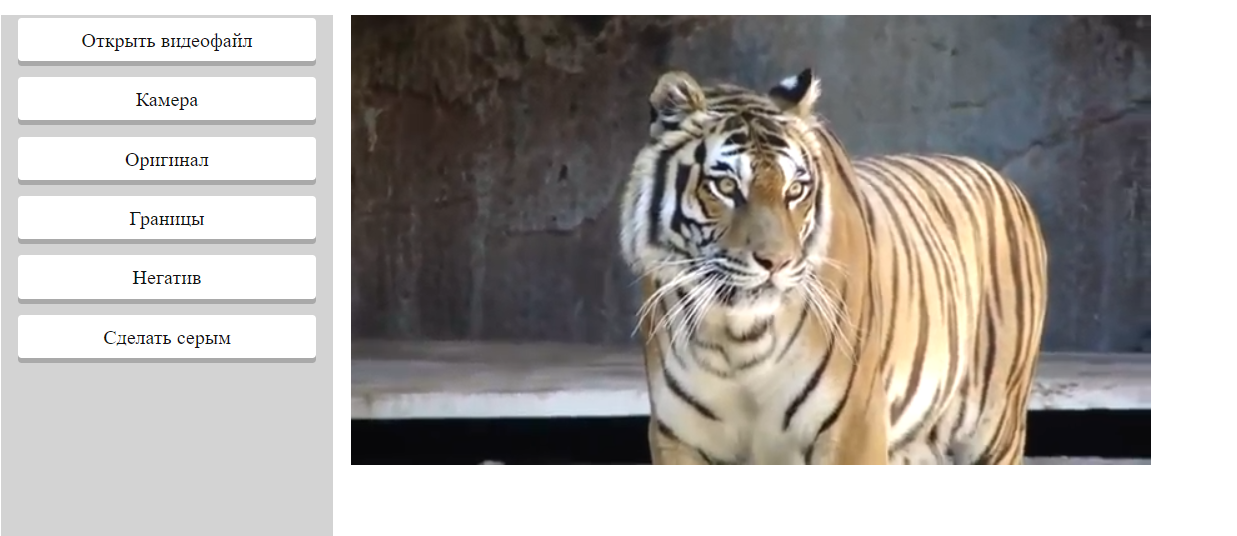 Открыть видеофайл
Камера
Оригинал
Границы
Негатив
Сделать серым